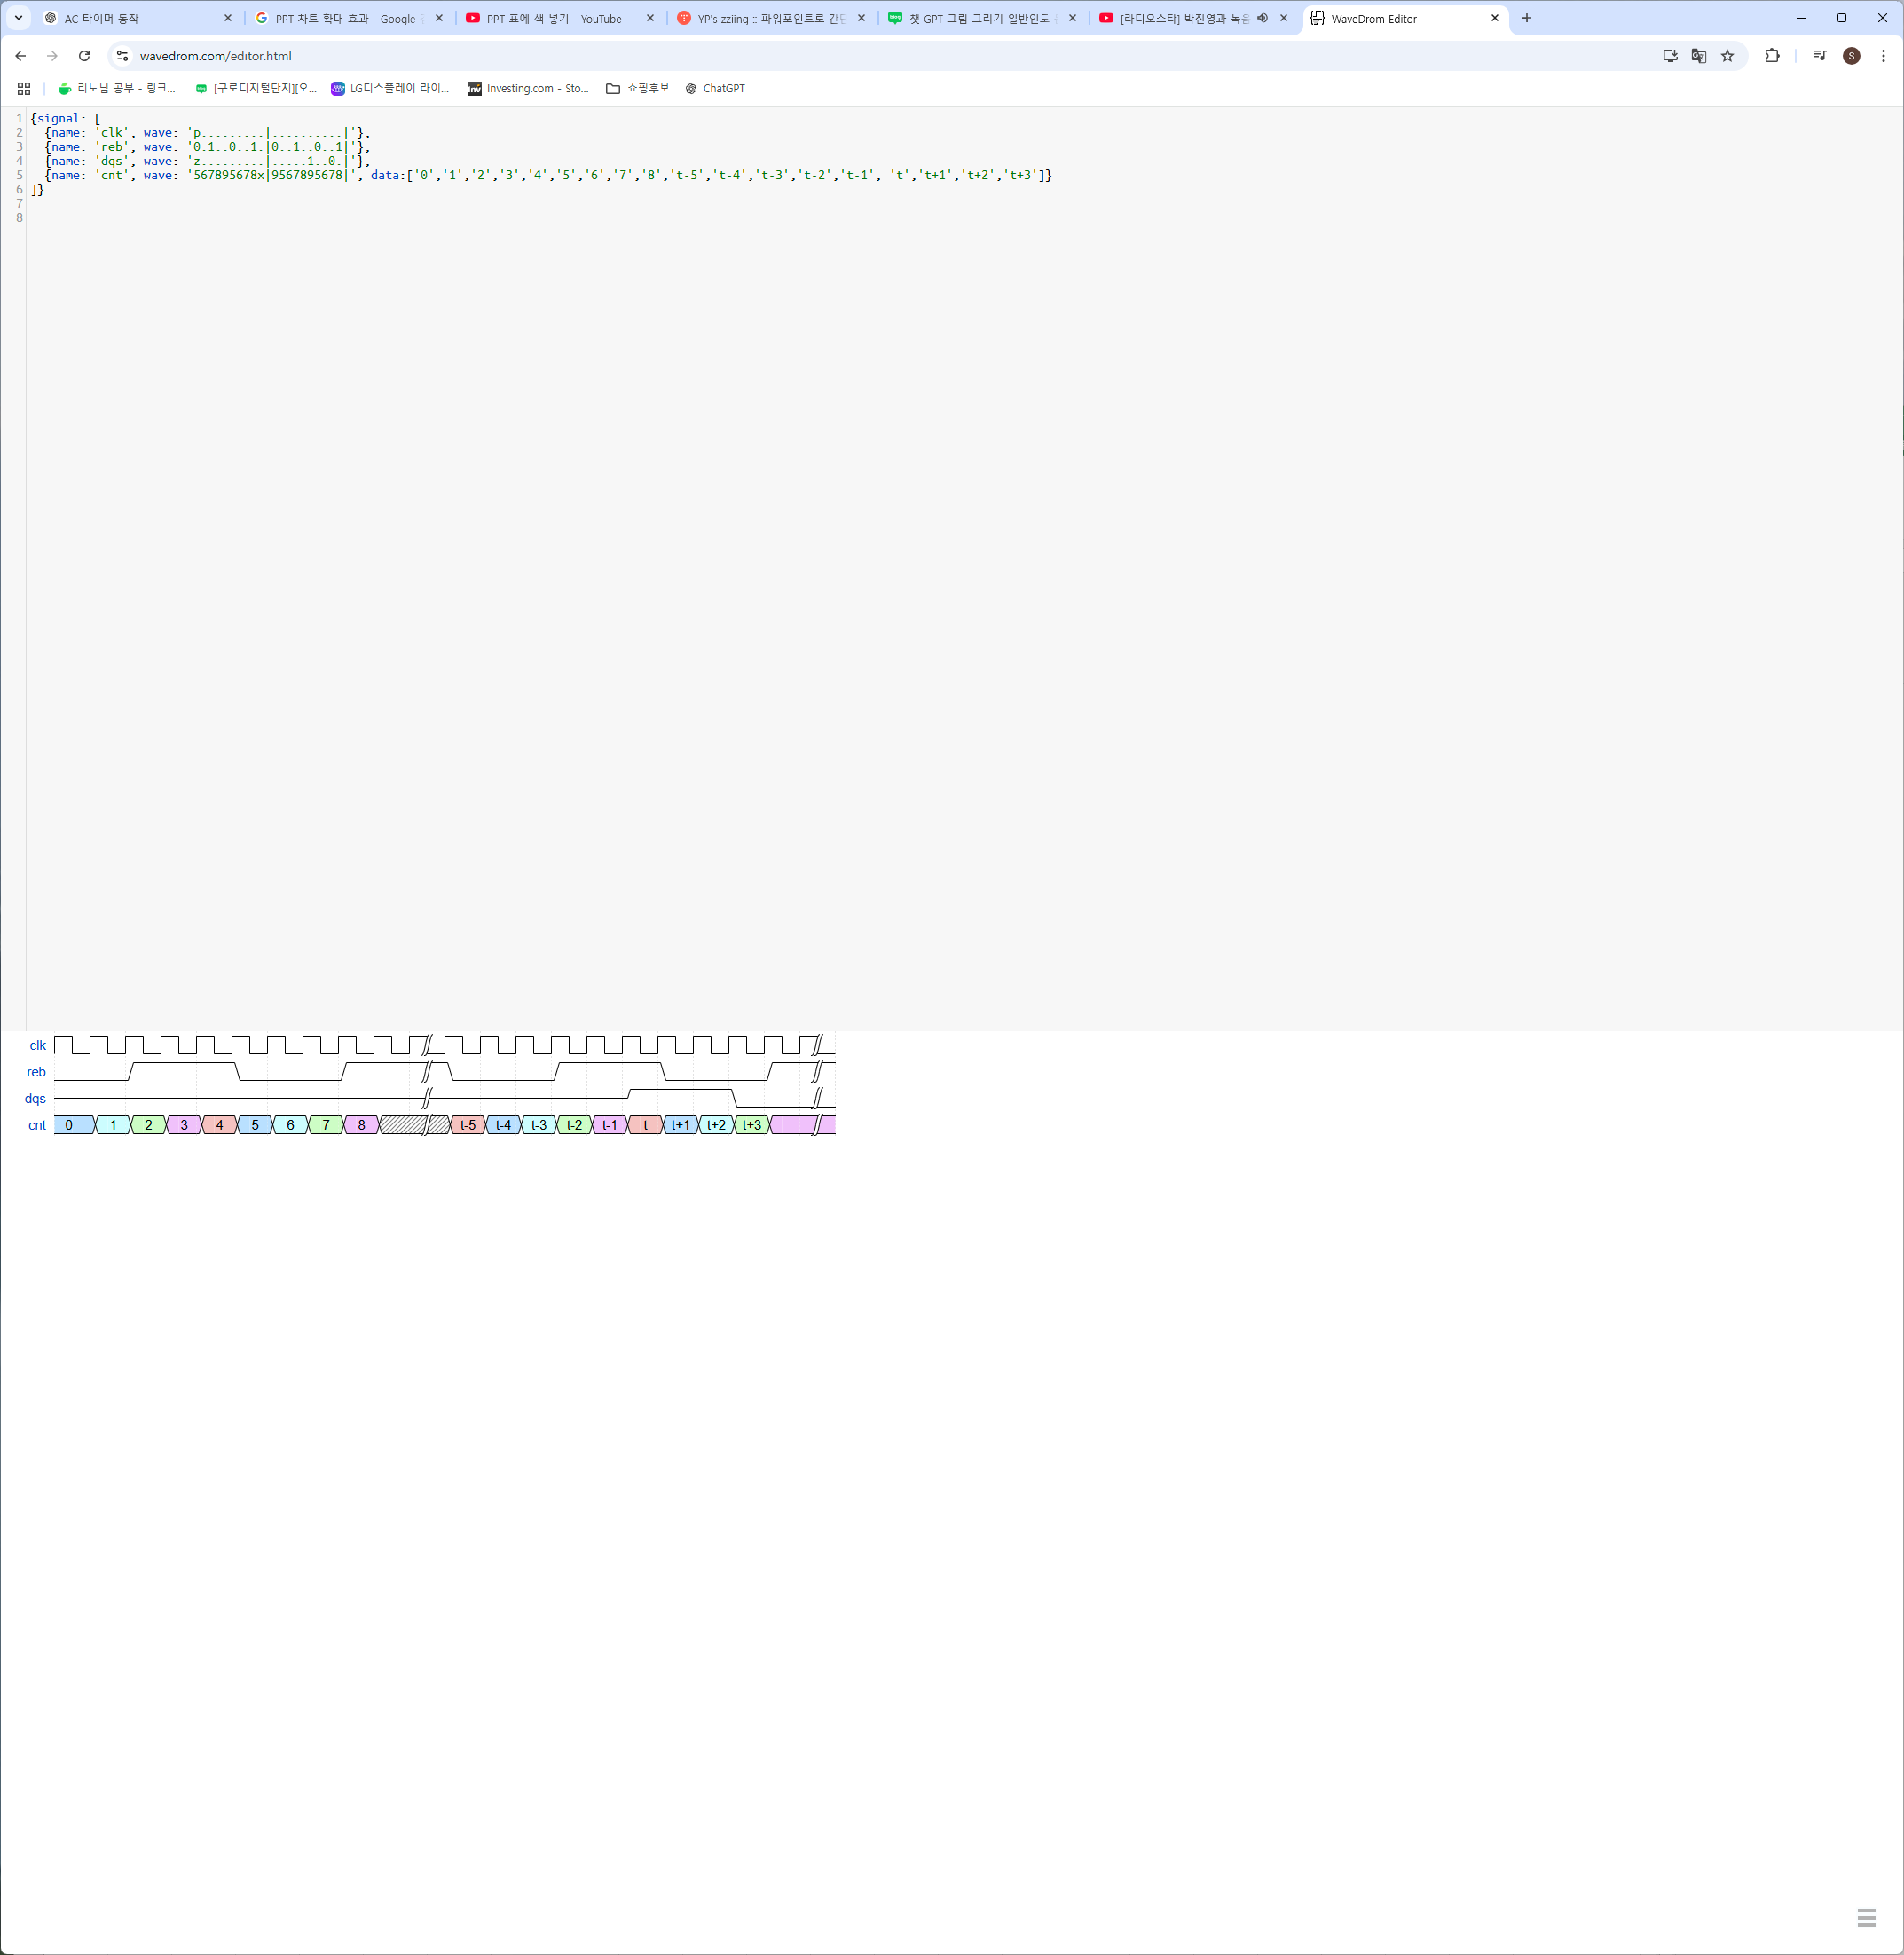 AC 타이머 동작
PPT 차트 확대 효과 - Google
PPT 표에 색 넣기 - YouTube
YP's zziing :: 파워포인트로 간단
챗 GPT 그림 그리기 일반인도
[라디오스타] 박진영과 녹음
WaveDrom Editor
wavedrom.com/editor.html
S
리노님 공부 - 링크...
[구로디지털단지][오...
LG디스플레이 라이...
Investing.com - Sto...
쇼핑후보
ChatGPT
1 {signal: [
2 {name: 'clk', wave: 'p.........|..........|'},
3 {name: 'reb', wave: '0.1..0..1.|0..1..0..1|'},
4 {name: 'dqs', wave: 'z.........|.....1..0.|'},
5 {name: 'cnt', wave: '567895678x|9567895678|', data:['0','1','2','3','4','5','6','7','8','t-5','t-4','t-3','t-2','t-1', 't','t+1','t+2','t+3']}
6 ]}
7
8
clk
reb
dqs
cnt 0 1 2 3 4 5 6 7 8 t-5 t-4 t-3 t-2 t-1 t t+1 t+2 t+3